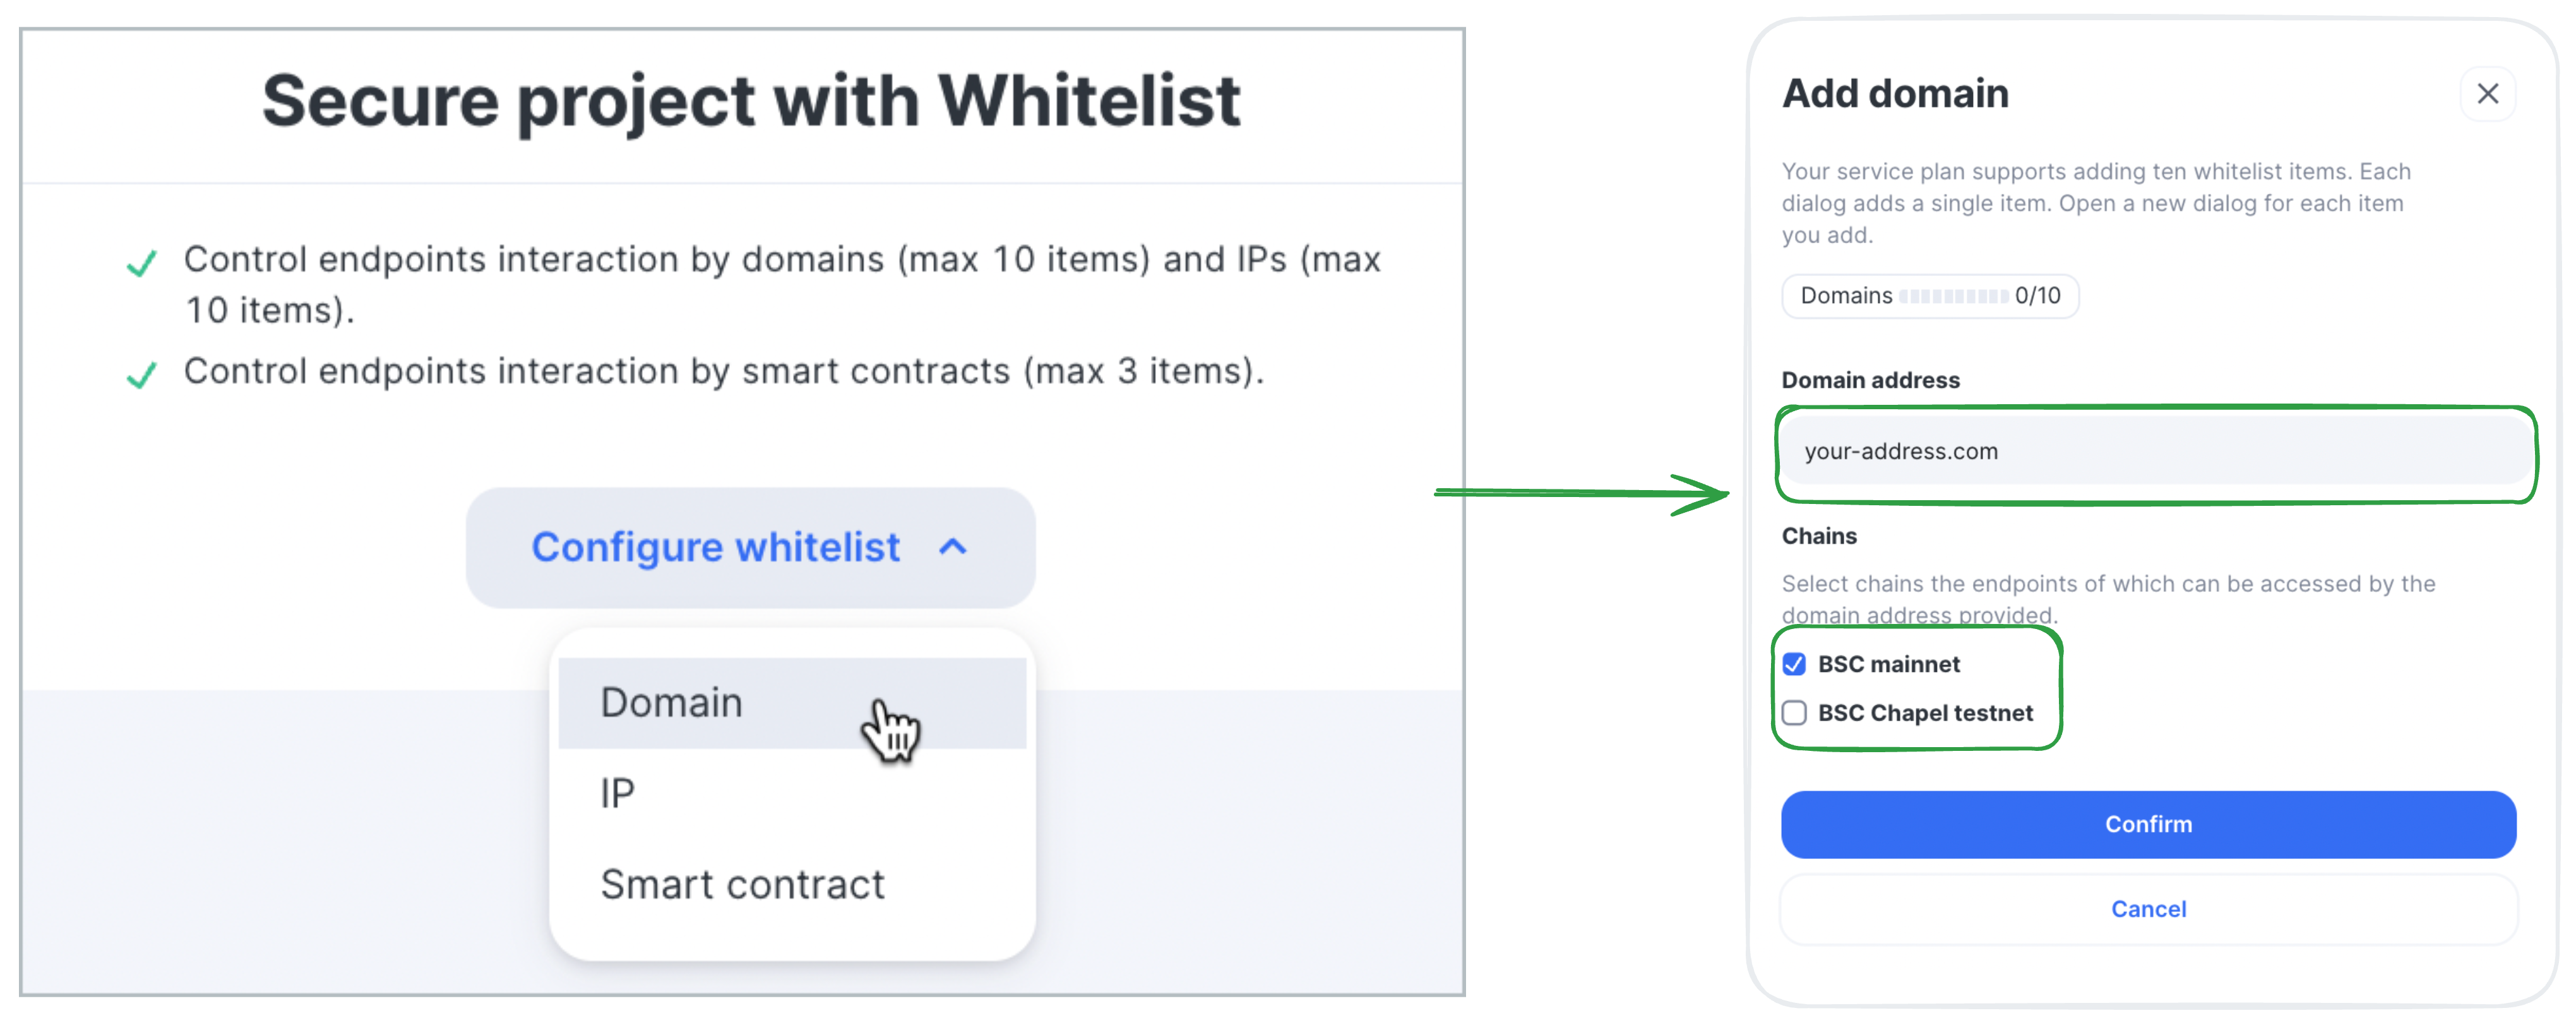 Secure project with Whitelist
Control endpoints interaction by domains (max 10 items) and IPs (max
10 items).
Control endpoints interaction by smart contracts (max 3 items).
Configure whitelist
Domain
IP
Smart contract
Add domain
Your service plan supports adding ten whitelist items. Each
dialog adds a single item. Open a new dialog for each item
you add.
Domains 0/10
Domain address
your-address.com
Chains
Select chains the endpoints of which can be accessed by the
domain address provided.
BSC mainnet
BSC Chapel testnet
Confirm
Cancel